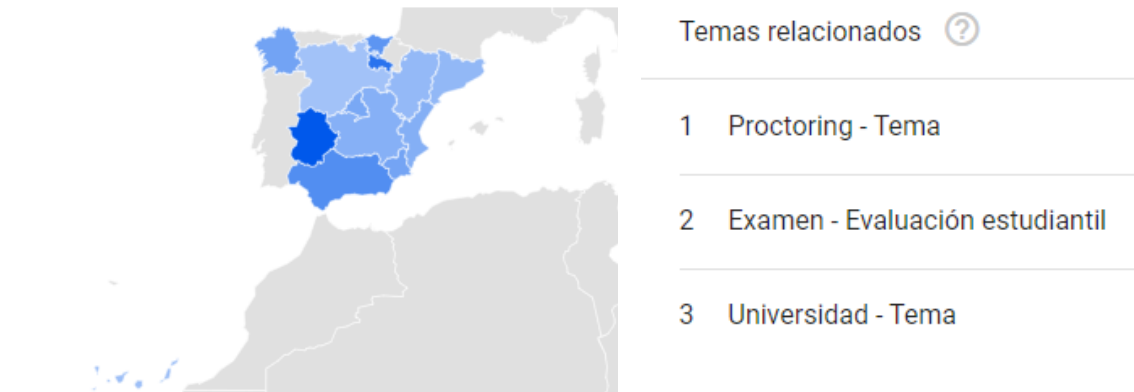 Temas relacionados ?
1 Proctoring - Tema
2 Examen - Evaluación estudiantil
3 Universidad - Tema